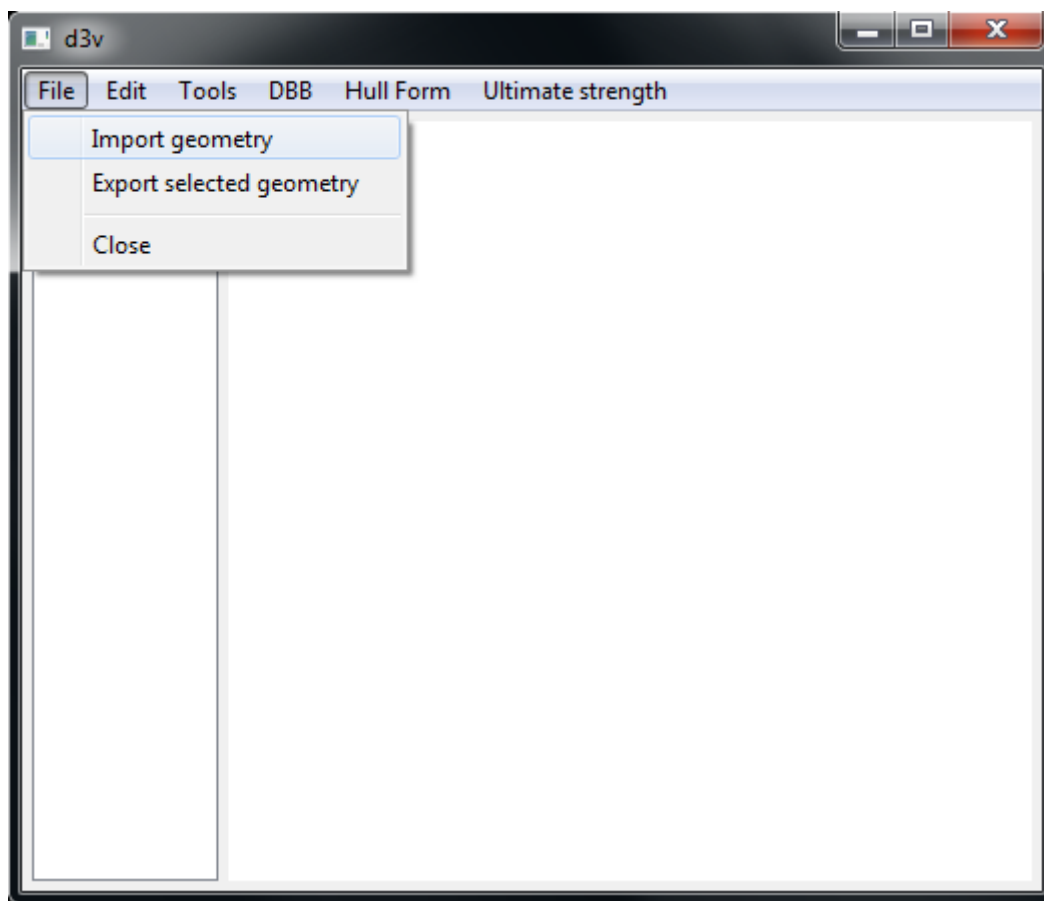 d3v
File Edit Tools DBB Hull Form Ultimate strength
Import geometry
Export selected geometry
Close